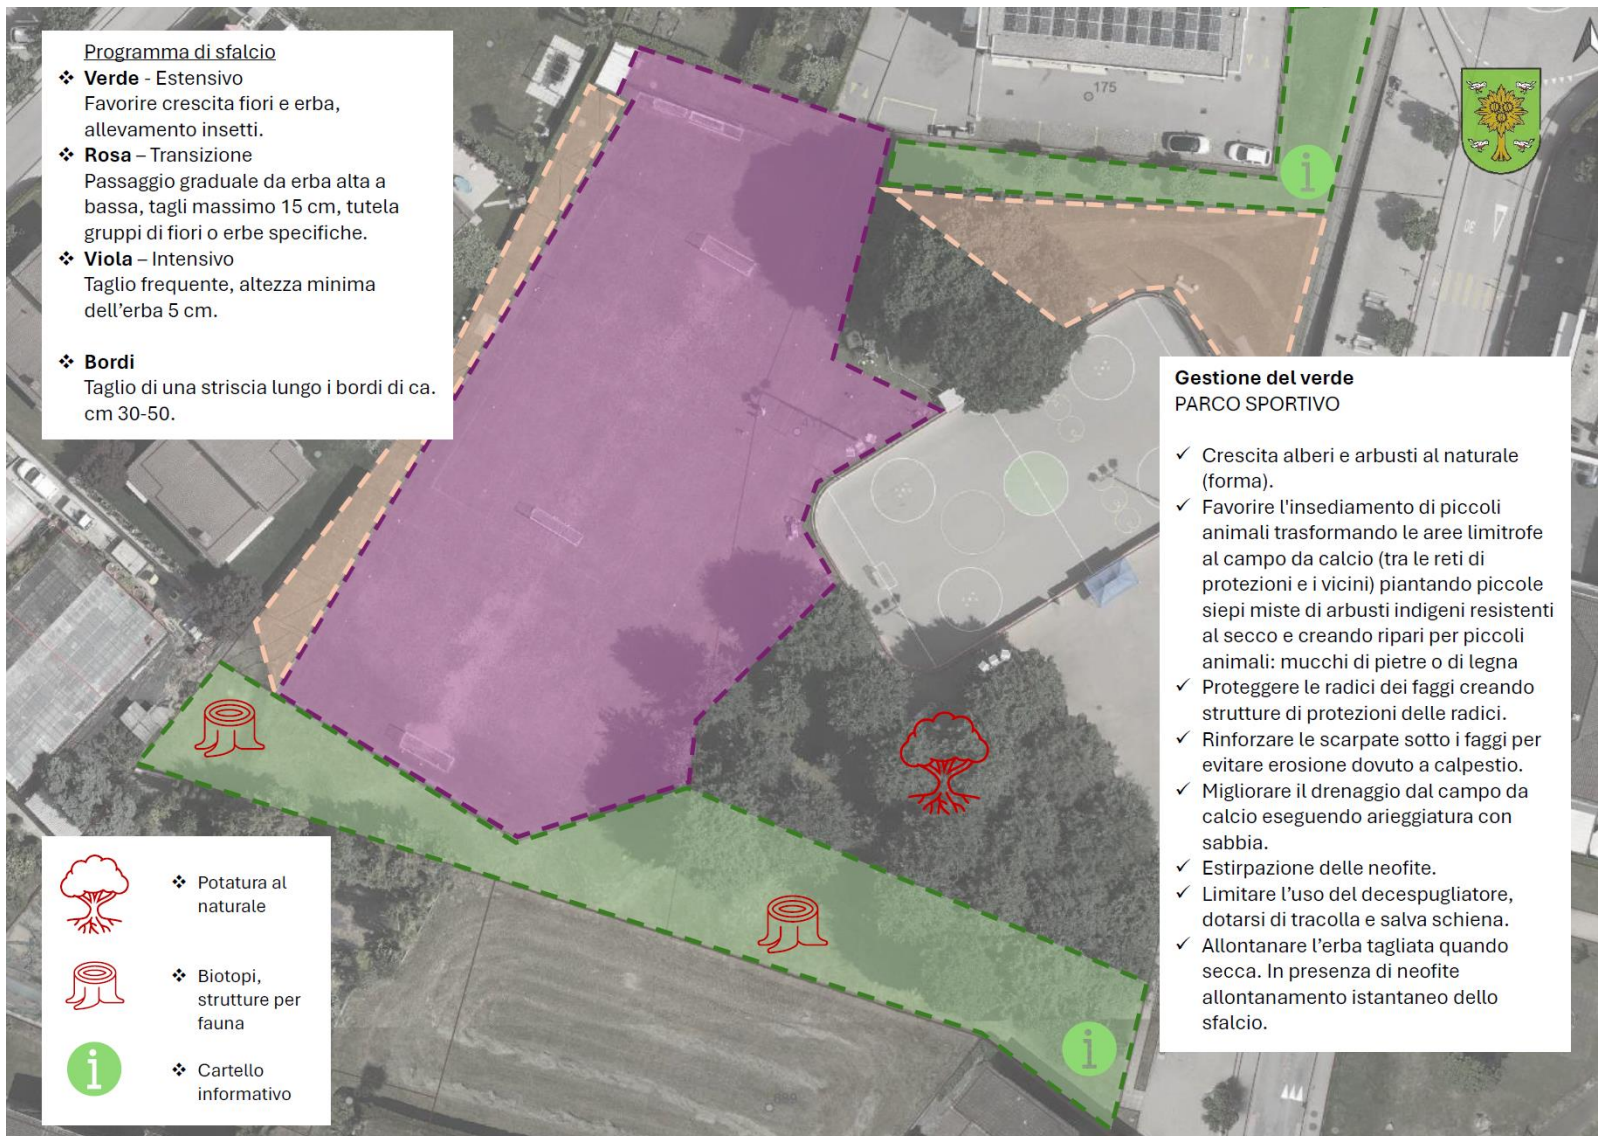 Programma di sfalcio
❖ Verde - Estensivo
Favorire crescita fiori e erba,
allevamento insetti.
❖ Rosa – Transizione
Passaggio graduale da erba alta a
bassa, tagli massimo 15 cm, tutela
gruppi di fiori o erbe specifiche.
❖ Viola – Intensivo
Taglio frequente, altezza minima
dell'erba 5 cm.
❖ Bordi
Taglio di una striscia lungo i bordi di ca.
cm 30-50.
175
i
Gestione del verde
PARCO SPORTIVO
✓ Crescita alberi e arbusti al naturale
(forma).
✓ Favorire l'insediamento di piccoli
animali trasformando le aree limitrofe
al campo da calcio (tra le reti di
protezioni e i vicini) piantando piccole
siepi miste di arbusti indigeni resistenti
al secco e creando ripari per piccoli
animali: mucchi di pietre o di legna
✓ Proteggere le radici dei faggi creando
strutture di protezioni delle radici.
✓ Rinforzare le scarpate sotto i faggi per
evitare erosione dovuto a calpestio.
✓ Migliorare il drenaggio dal campo da
calcio eseguendo arieggiatura con
sabbia.
✓ Estirpazione delle neofite.
✓ Limitare l'uso del decespugliatore,
dotarsi di tracolla e salva schiena.
✓ Allontanare l'erba tagliata quando
secca. In presenza di neofite
allontanamento istantaneo dello
sfalcio.
❖ Potatura al
naturale
❖ Biotopi,
strutture per
fauna
i
❖ Cartello
informativo
i